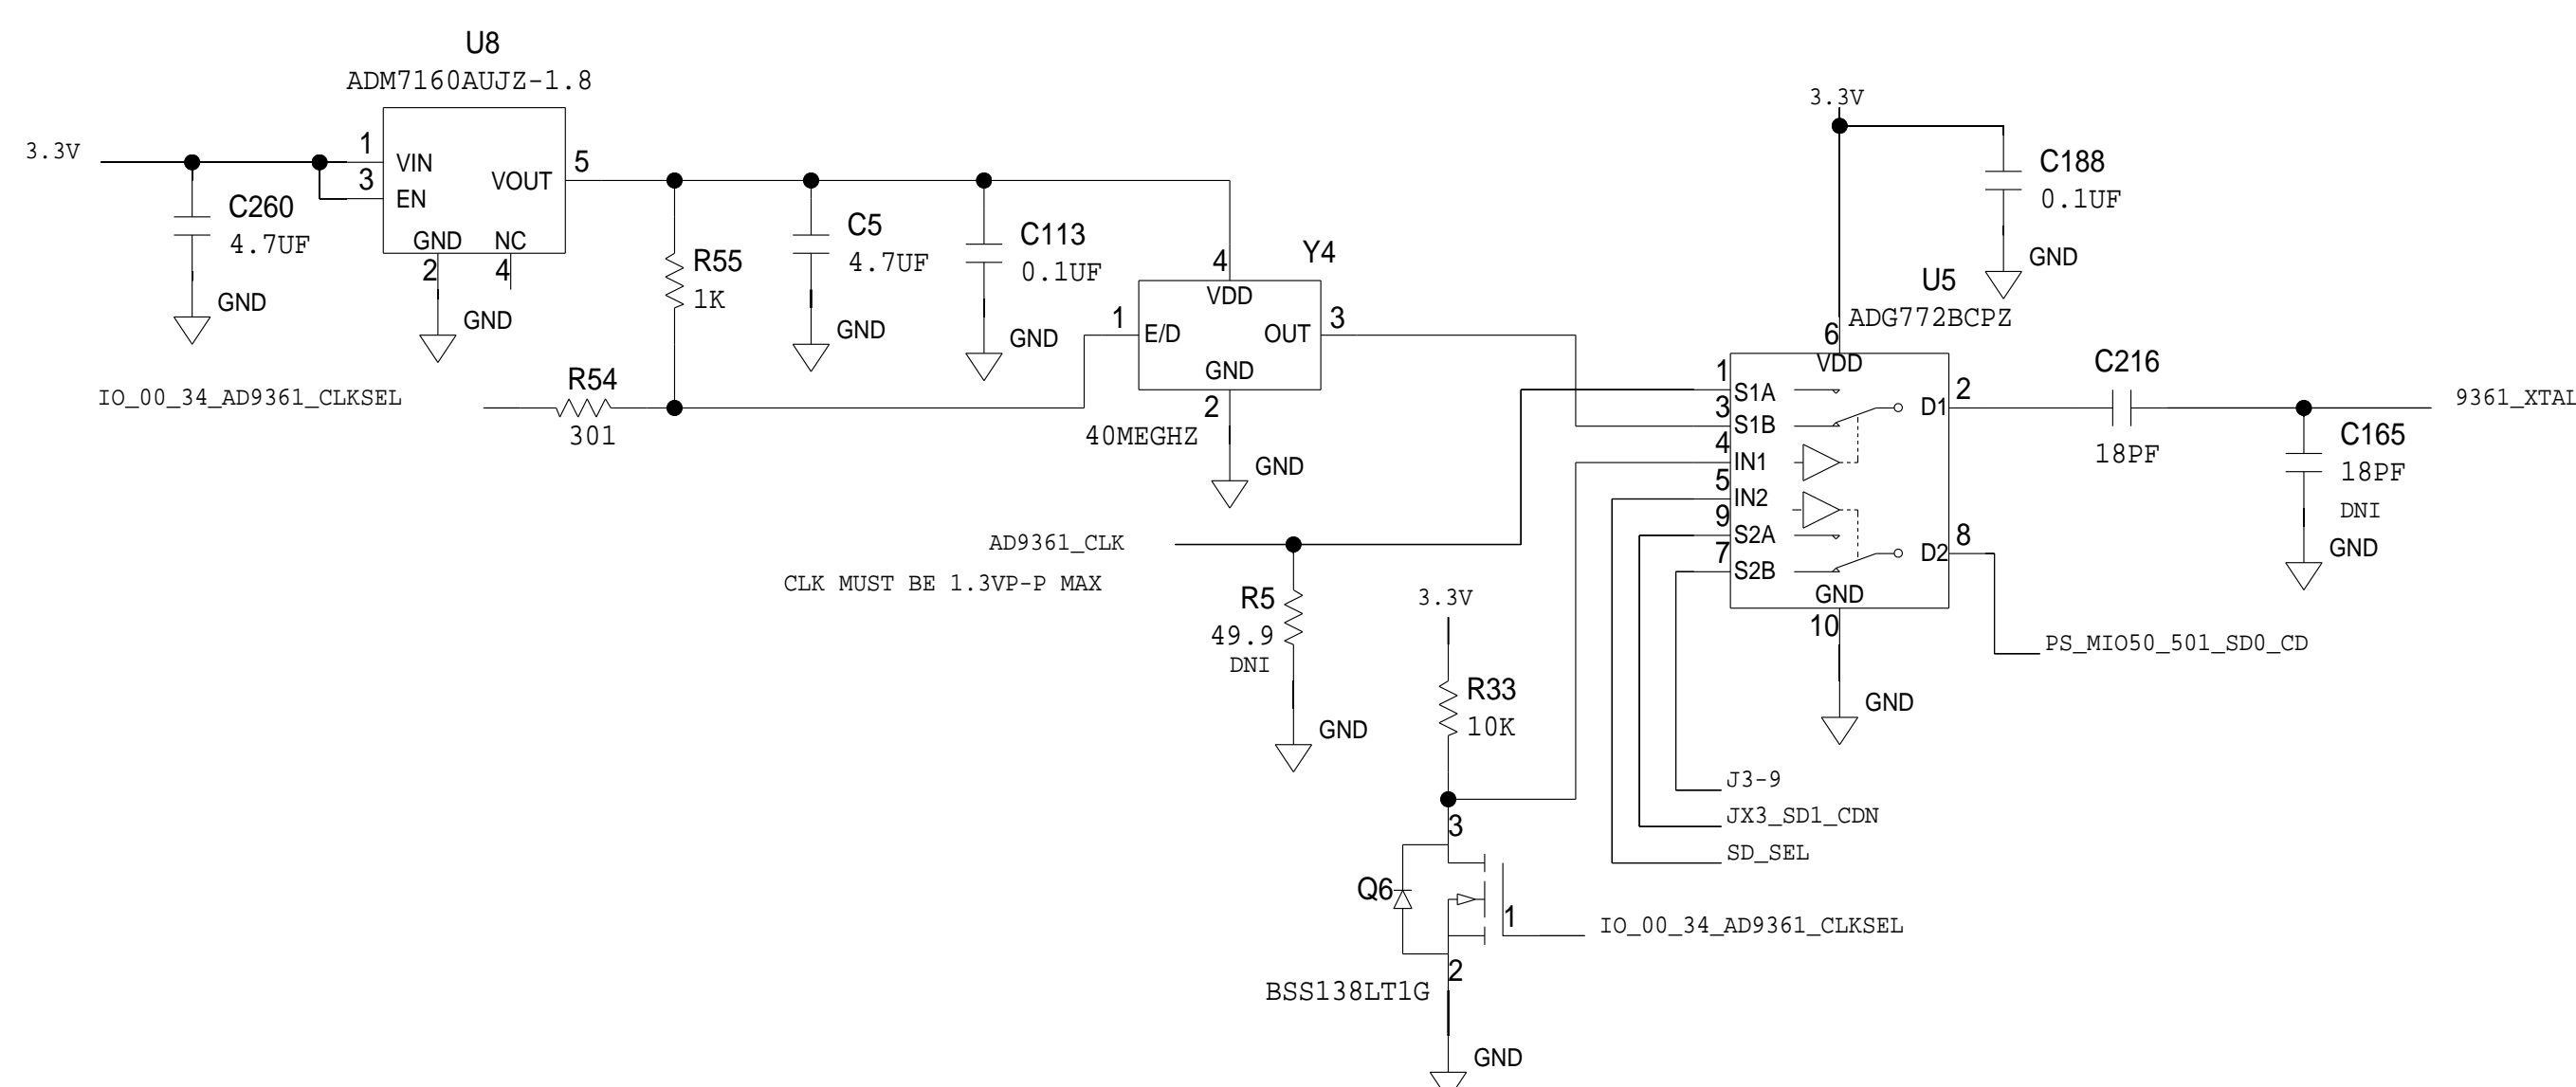 U8
ADM7160AUJZ-1.8
3.3V
1
VIN
3
EN
VOUT
5
GND
NC
2
4
C260
4.7UF
GND
GND
R55
1K
C5
4.7UF
GND
C113
0.1UF
GND
IO_00_34_AD9361_CLKSEL
R54
301
Y4
4
VDD
1
E/D
OUT
3
GND
2
40MEGHZ
GND
AD9361_CLK
CLK MUST BE 1.3VP-P MAX
R5
49.9
DNI
GND
3.3V
R33
10K
3
Q6
1
IO_00_34_AD9361_CLKSEL
2
BSS138LT1G
GND
3.3V
C188
0.1UF
GND
U5
ADG772BCPZ
6
VDD
1
S1A
3
S1B
4
IN1
5
IN2
9
S2A
7
S2B
D1
2
D2
8
GND
10
GND
C216
18PF
9361_XTAL
C165
18PF
DNI
GND
PS_MIO50_501_SD0_CD
J3-9
JX3_SD1_CDN
SD_SEL